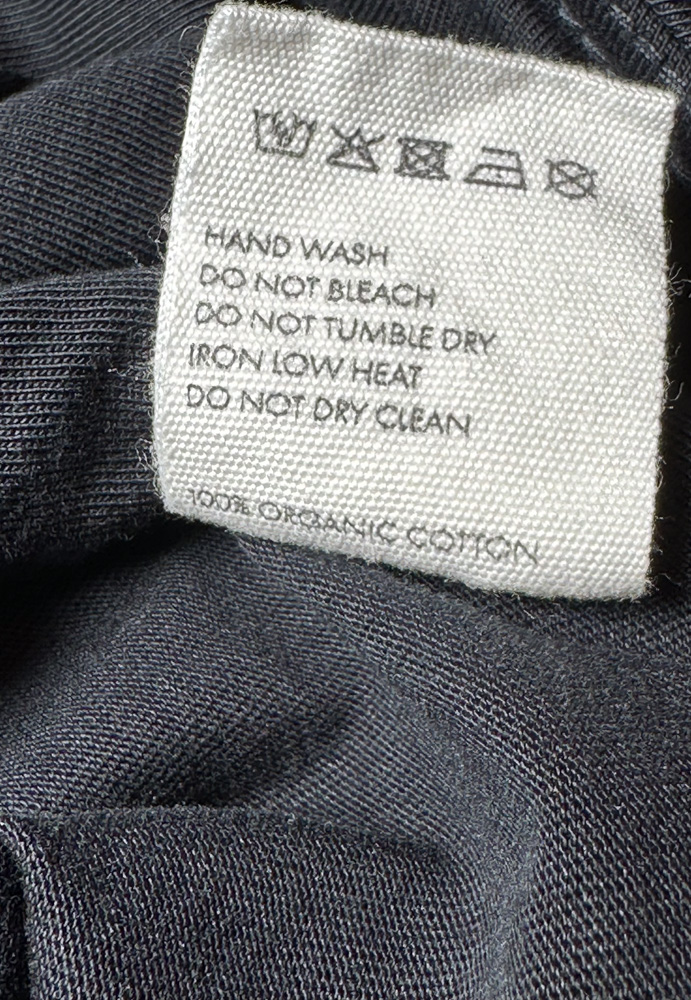 HAND WASH
DO NOT BLEACH
DO NOT TUMBLE DRY
IRON LOW HEAT
DO NOT DRY CLEAN
100% ORGANIC COTTON